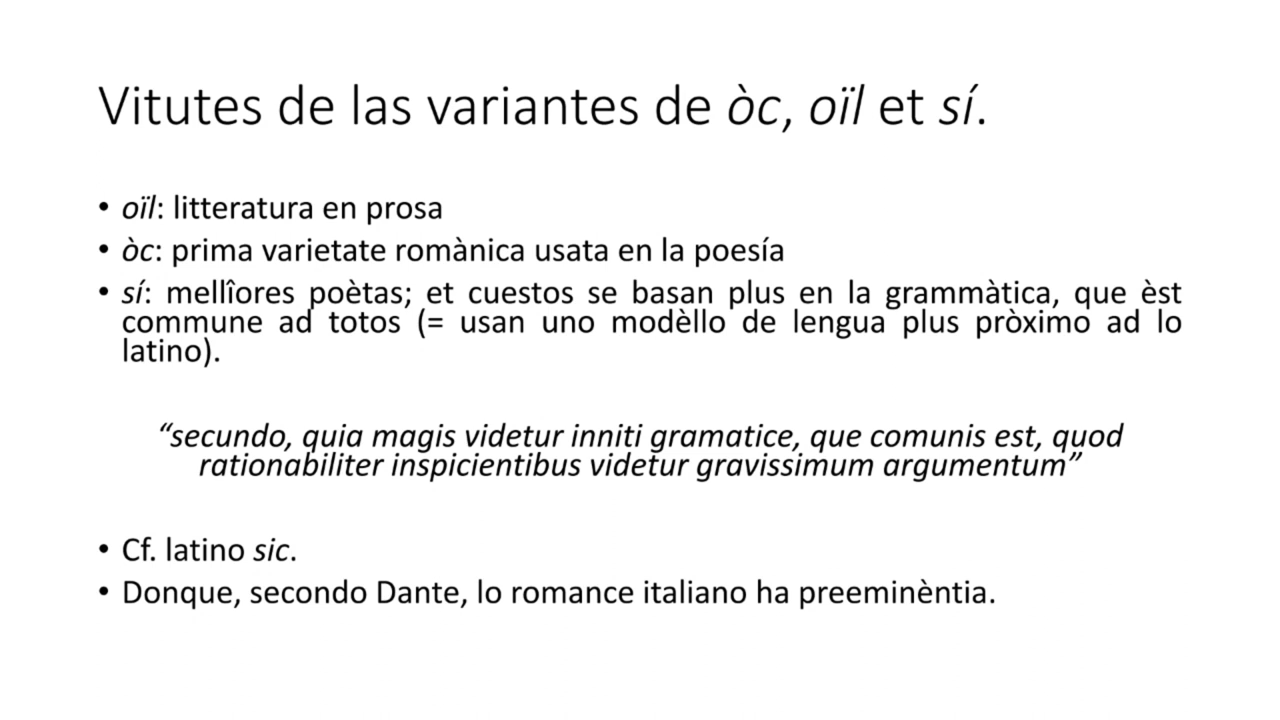 Vitutes de las variantes de òc, oïl et sí.
• oïl: litteratura en prosa
• òc: prima varietate romànica usata en la poesía
• sí: mellîores poètas; et cuestos se basan plus en la grammàtica, que èst
commune ad totos (= usan uno modèllo de lengua plus pròximo ad lo
latino).
“secundo, quia magis videtur inniti gramatice, que comunis est, quod
rationabiliter inspicientibus videtur gravissimum argumentum”
• Cf. latino sic.
• Donque, secondo Dante, lo romance italiano ha preeminèntia.